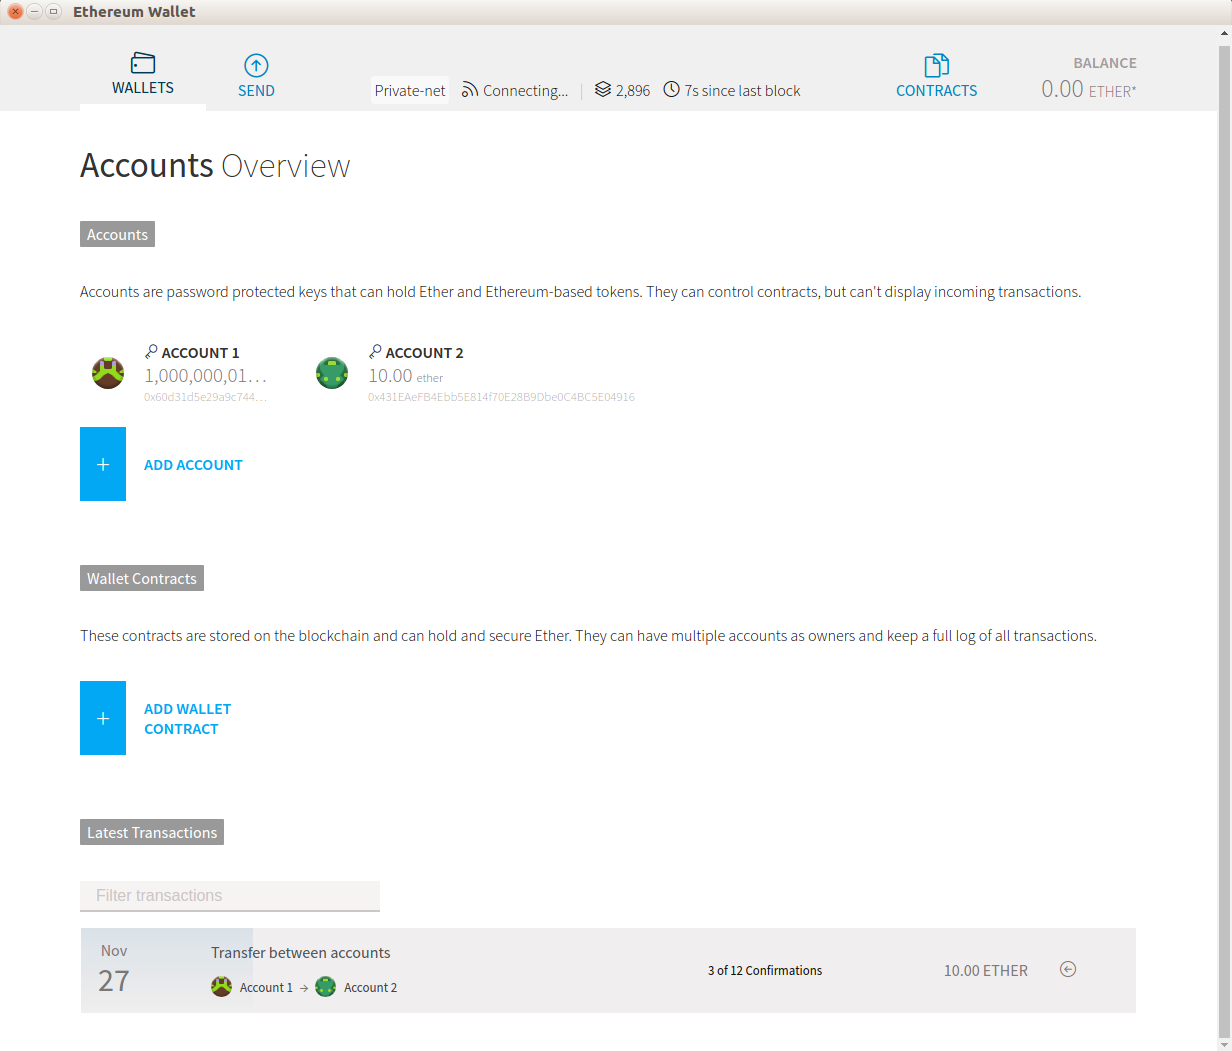 Ethereum Wallet
WALLETS
SEND
Private-net
Connecting...
2,896
7s since last block
CONTRACTS
BALANCE
0.00 ETHER*
Accounts Overview
Accounts
Accounts are password protected keys that can hold Ether and Ethereum-based tokens. They can control contracts, but can't display incoming transactions.
ACCOUNT 1
1,000,000,01...
0x60d31d5e29a9c744...
ACCOUNT 2
10.00 ether
0x431EAeFB4Ebb5E814f70E28B9Dbe0C4BC5E04916
+
ADD ACCOUNT
Wallet Contracts
These contracts are stored on the blockchain and can hold and secure Ether. They can have multiple accounts as owners and keep a full log of all transactions.
+
ADD WALLET
CONTRACT
Latest Transactions
Filter transactions
Nov
27
Transfer between accounts
Account 1 → Account 2
3 of 12 Confirmations
10.00 ETHER